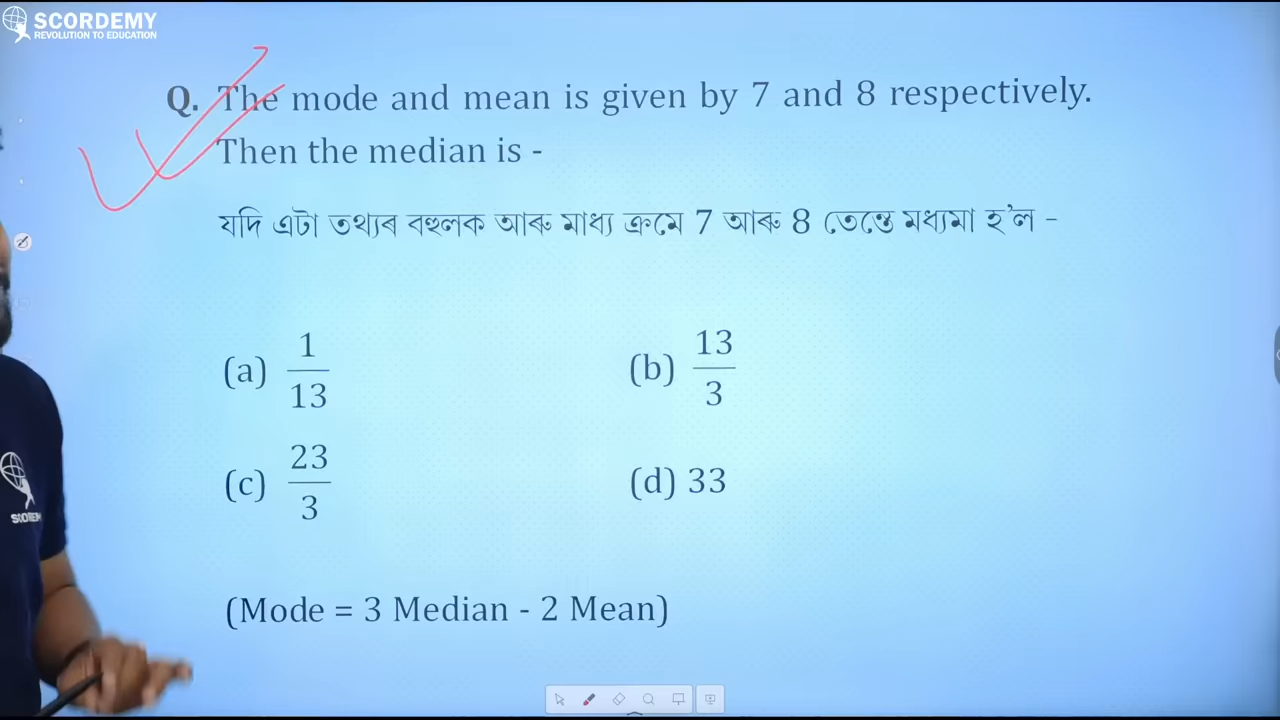 SCORDEMY
REVOLUTION TO EDUCATION
Q. The mode and mean is given by 7 and 8 respectively.
Then the median is -
যদি এটা তথ্যৰ বহুলক আৰু মাধ্য ক্ৰমে 7 আৰু 8 তেন্তে মধ্যমা হ'ল -
(a) 1/13 (b) 13/3
(c) 23/3 (d) 33
(Mode = 3 Median - 2 Mean)